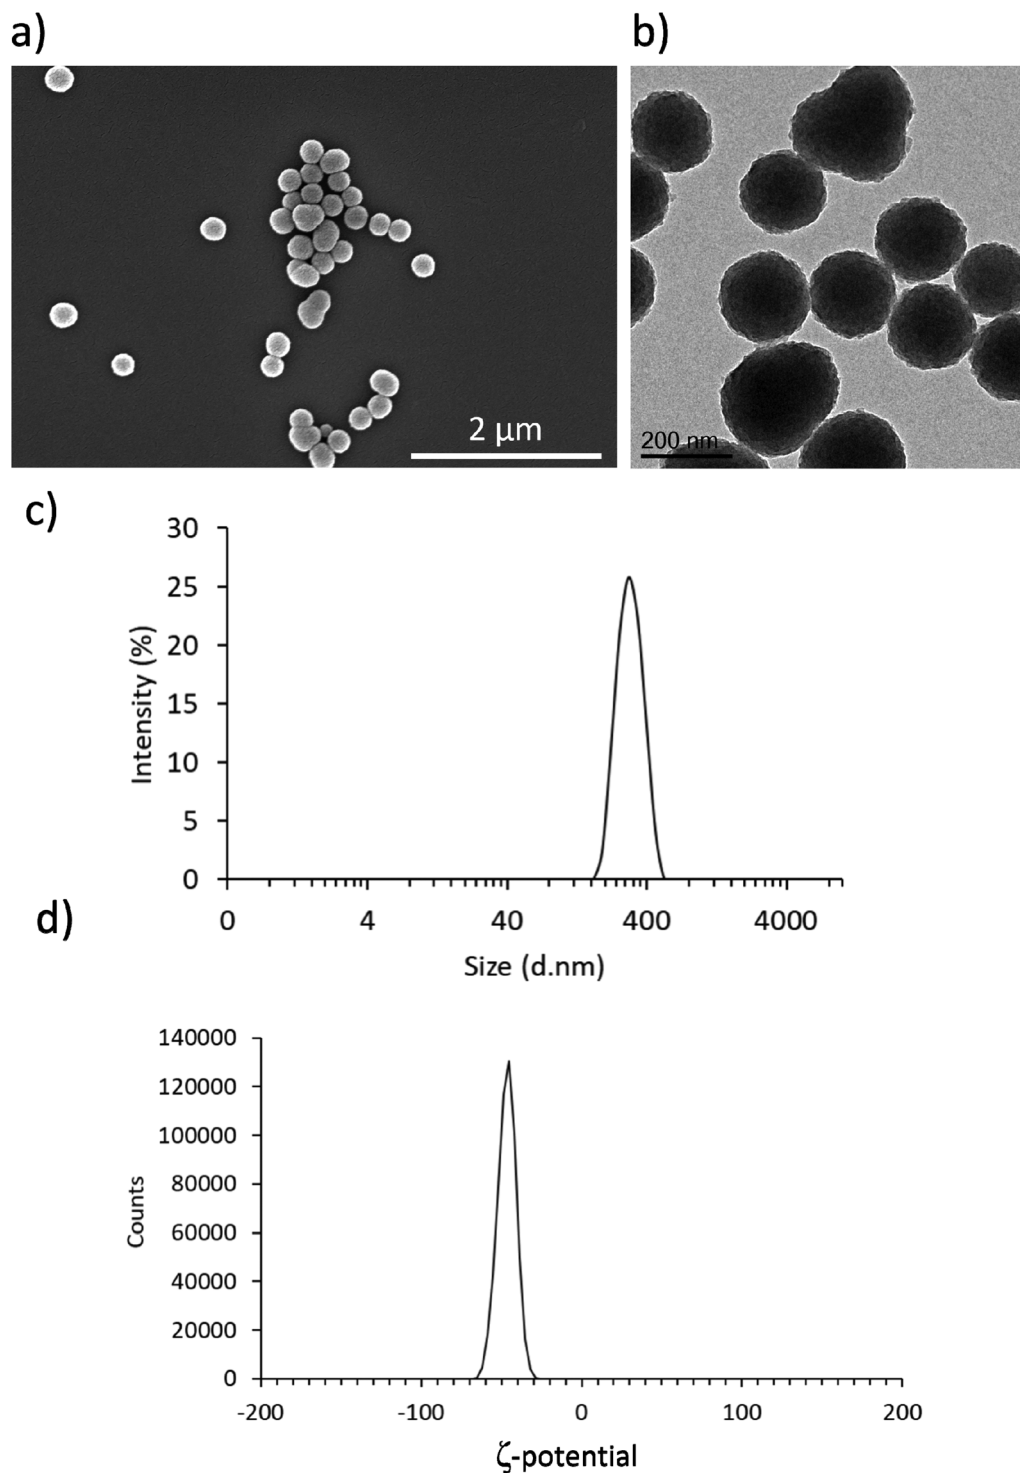 a)
b)
2 μm
200 nm
c)
30
25
20
15
10
5
0
Intensity (%)
0 4 40 400 4000
Size (d.nm)
d)
140000
120000
100000
80000
60000
40000
20000
0
Counts
-200 -100 0 100 200
ζ-potential